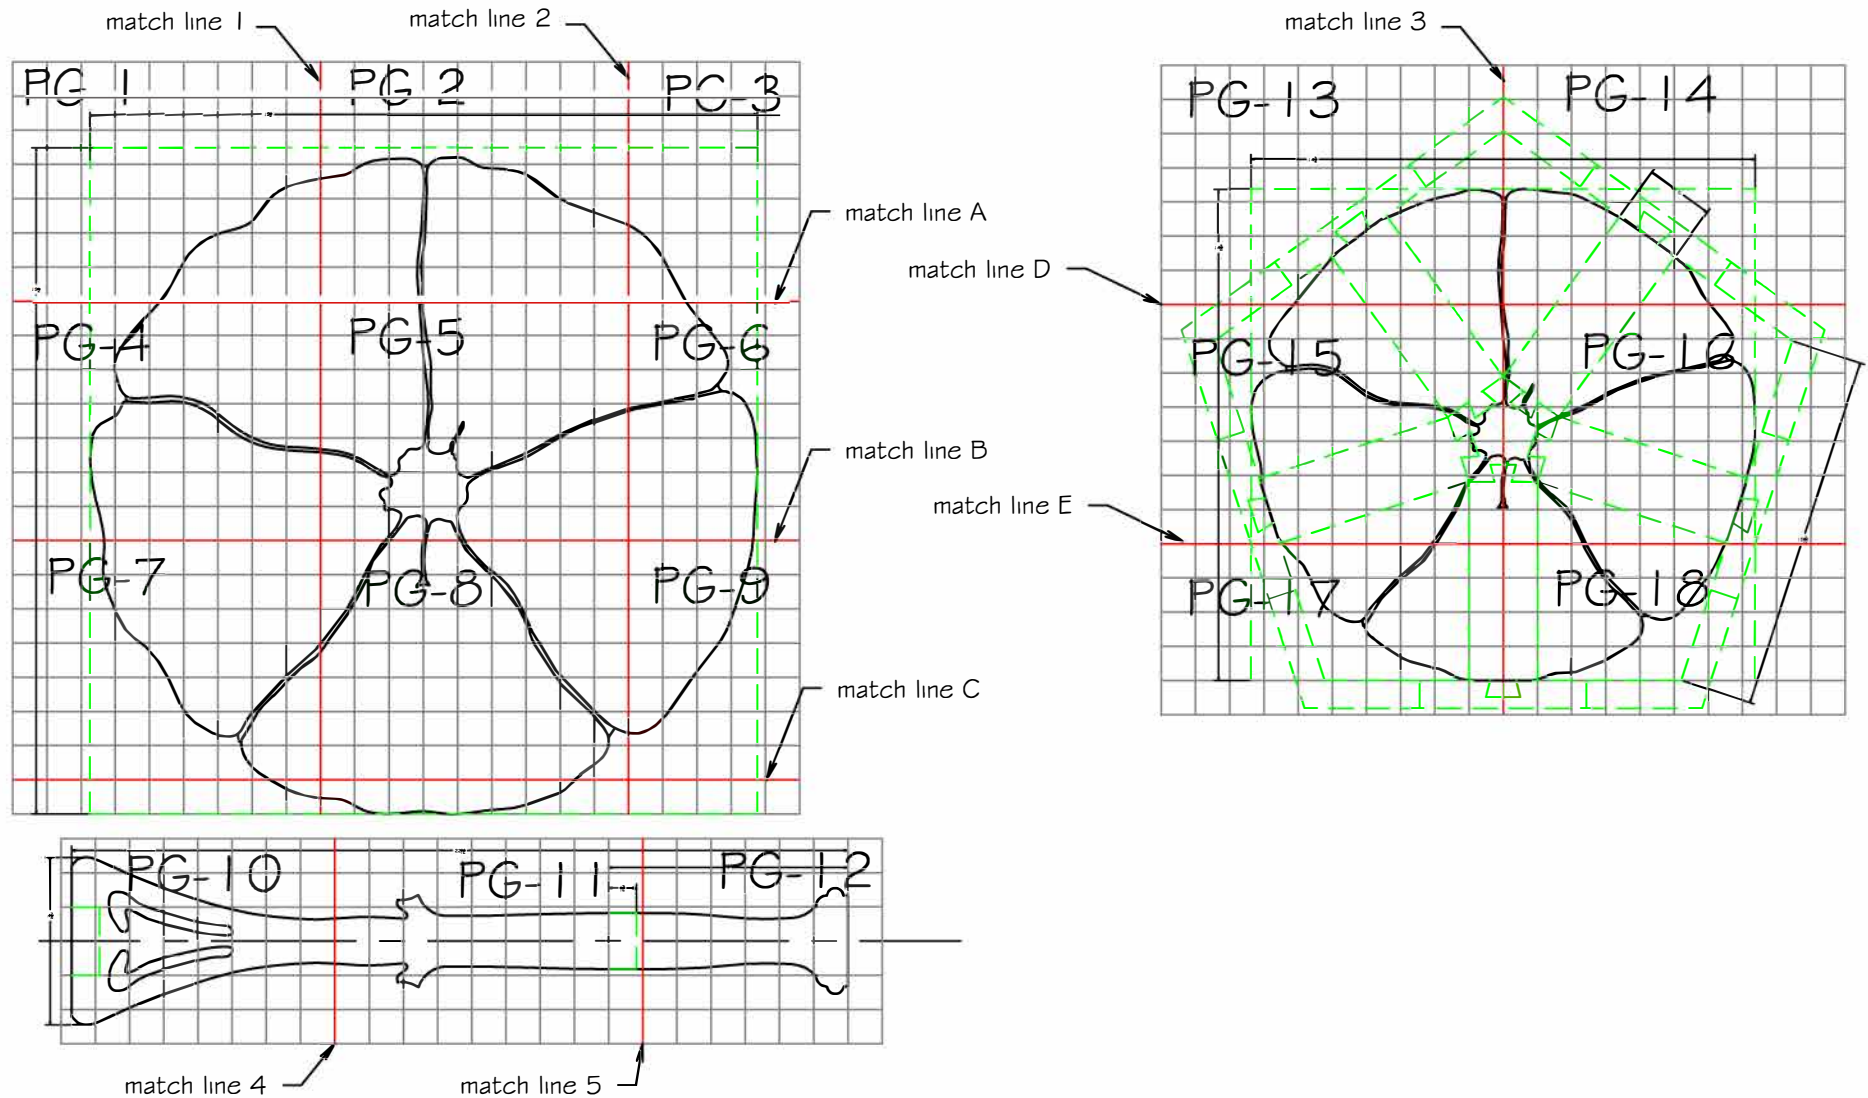 match line 1
match line 2
match line 3
PG-1
PG-2
PG-3
PG-13
PG-14
match line A
match line D
PG-4
PG-5
PG-6
PG-15
PG-16
match line B
match line E
PG-7
PG-8
PG-9
PG-17
PG-18
match line C
PG-10
PG-11
PG-12
match line 4
match line 5